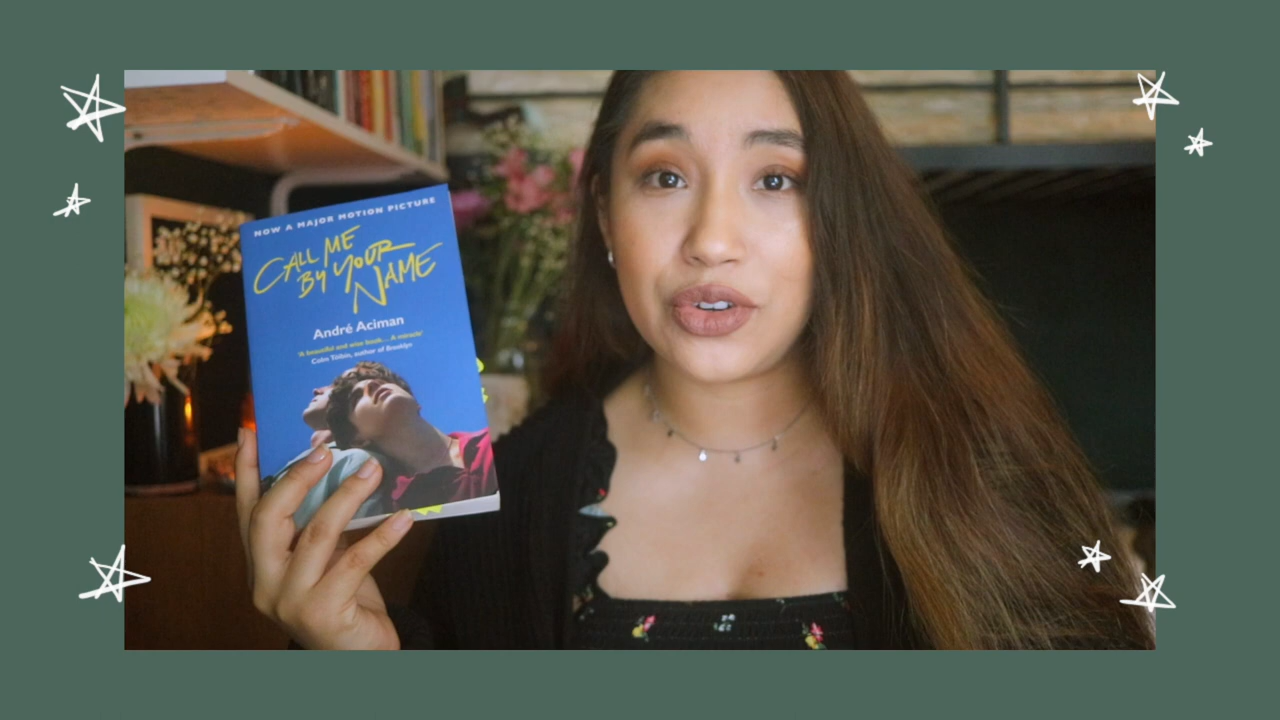 NOW A MAJOR MOTION PICTURE
CALL ME
BY YOUR
NAME
André Aciman
'A beautiful and wise book... A miracle'
Colm Tóibín, author of Brooklyn